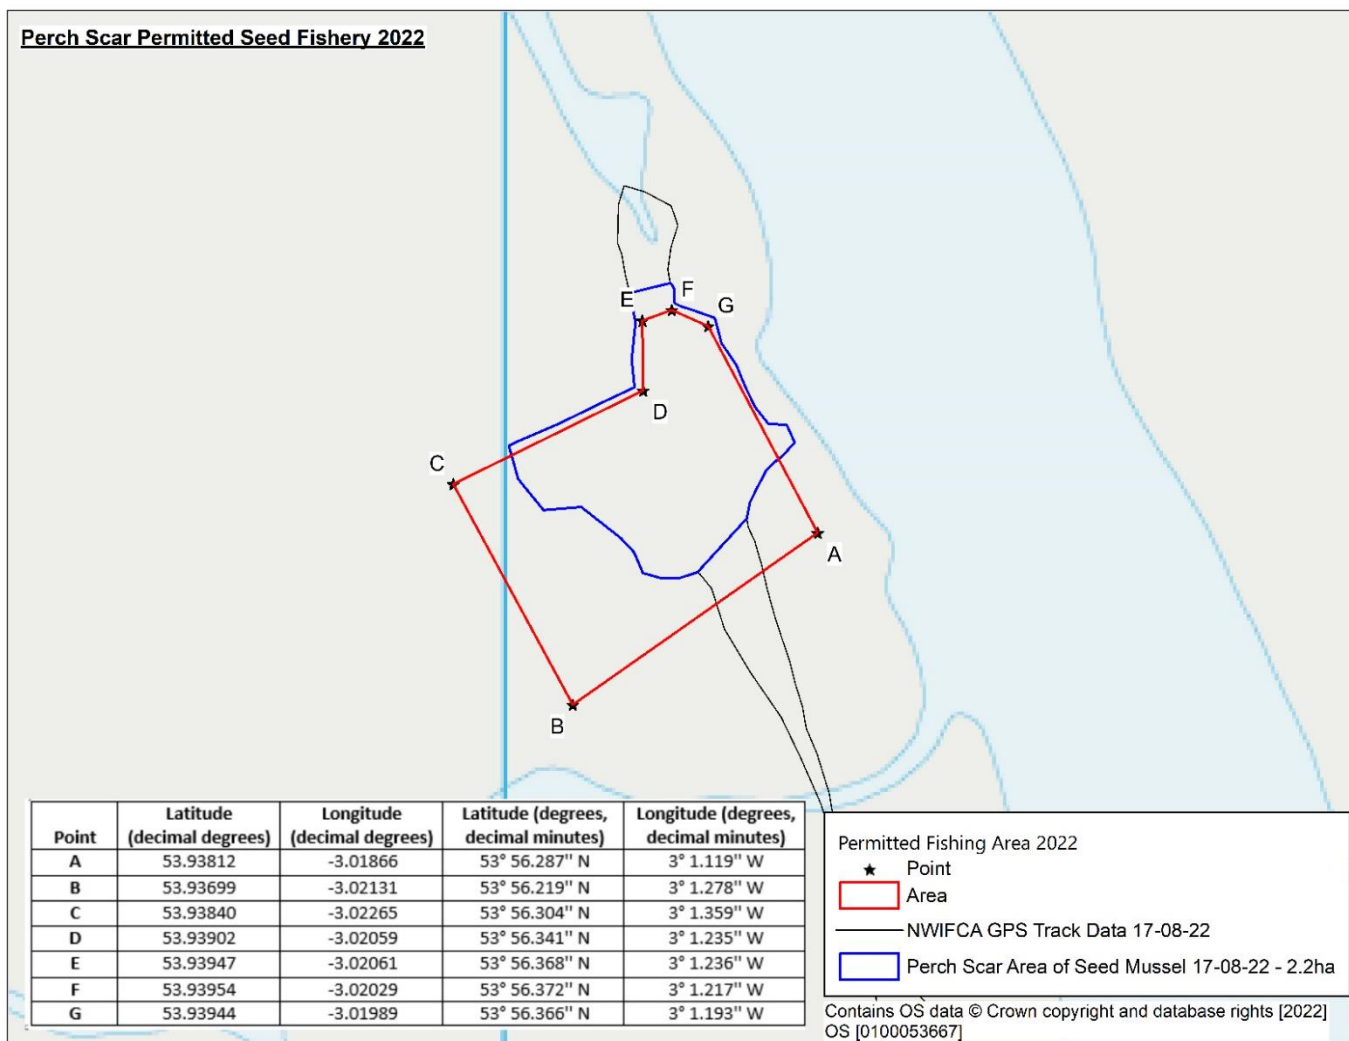 Perch Scar Permitted Seed Fishery 2022
E
F
G
D
C
A
B
Point Latitude (decimal degrees) Longitude (decimal degrees) Latitude (degrees, decimal minutes) Longitude (degrees, decimal minutes)
A 53.93812 -3.01866 53° 56.287" N 3° 1.119" W
B 53.93699 -3.02131 53° 56.219" N 3° 1.278" W
C 53.93840 -3.02265 53° 56.304" N 3° 1.359" W
D 53.93902 -3.02059 53° 56.341" N 3° 1.235" W
E 53.93947 -3.02061 53° 56.368" N 3° 1.236" W
F 53.93954 -3.02029 53° 56.372" N 3° 1.217" W
G 53.93944 -3.01989 53° 56.366" N 3° 1.193" W
Permitted Fishing Area 2022
Point
Area
NWIFCA GPS Track Data 17-08-22
Perch Scar Area of Seed Mussel 17-08-22 - 2.2ha
Contains OS data © Crown copyright and database rights [2022]
OS [0100053667]